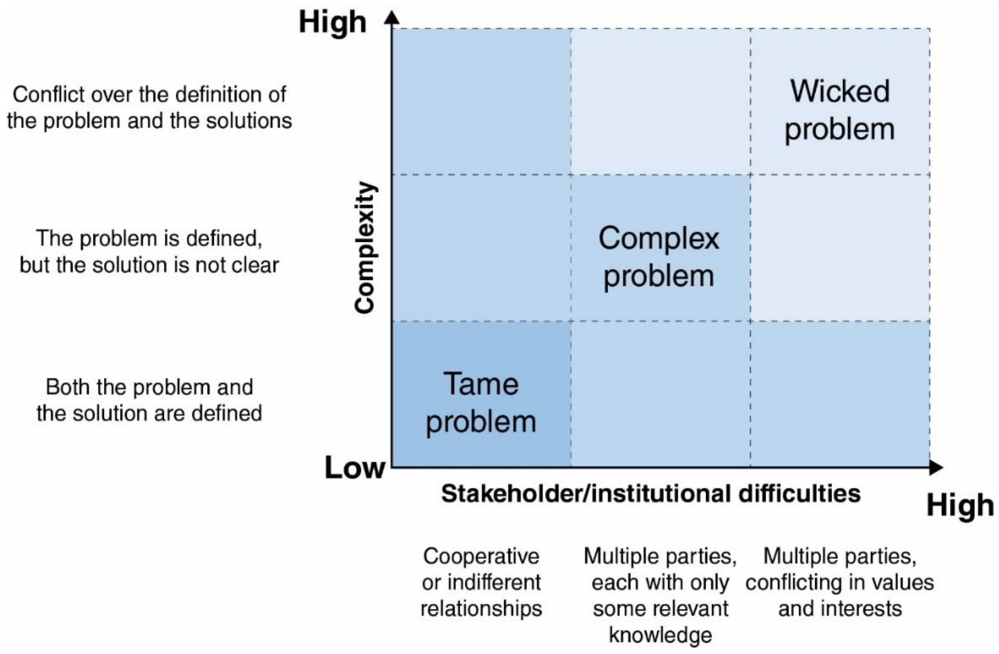 High
Conflict over the definition of
the problem and the solutions
Wicked
problem
Complexity
The problem is defined,
but the solution is not clear
Complex
problem
Both the problem and
the solution are defined
Tame
problem
Low
Stakeholder/institutional difficulties
High
Cooperative
or indifferent
relationships
Multiple parties,
each with only
some relevant
knowledge
Multiple parties,
conflicting in values
and interests